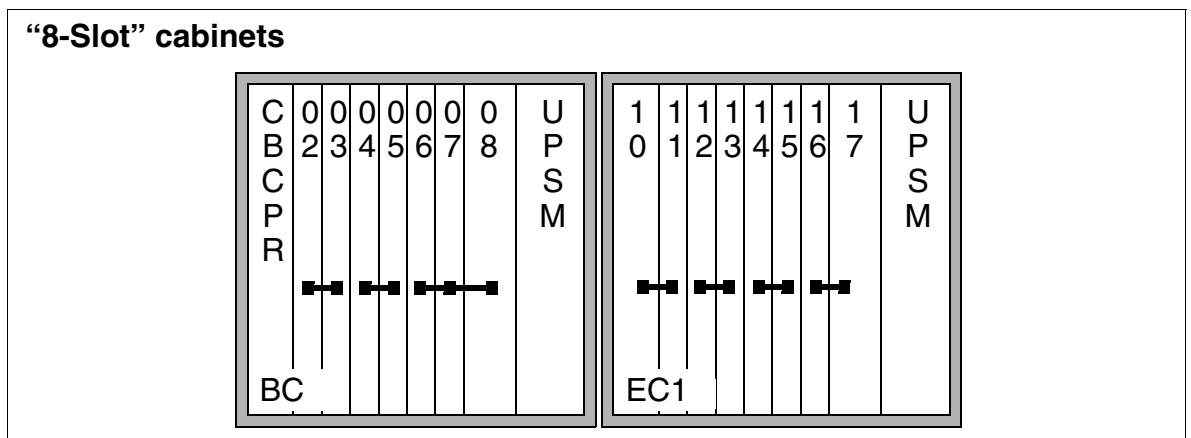 “8-Slot” cabinets
CBCPR 02 03 04 05 06 07 08 UPSM
BC
10 11 12 13 14 15 16 17 UPSM
EC1